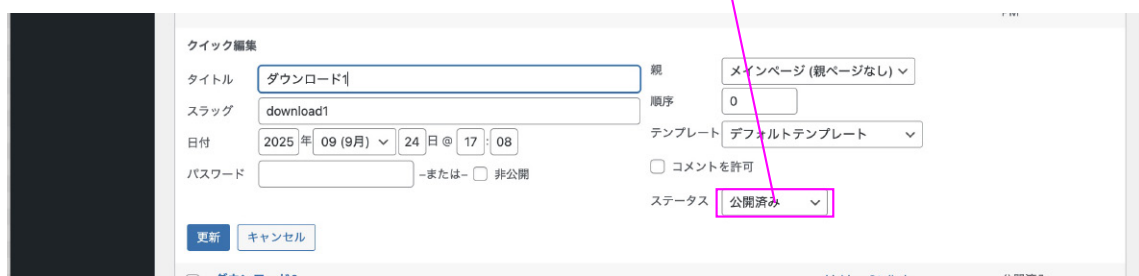 クイック編集
タイトル ダウンロード1
スラッグ download1
日付 2025 年 09 (9月) 24 日 @ 17 : 08
パスワード –または– 非公開
親 メインページ (親ページなし)
順序 0
テンプレート デフォルトテンプレート
コメントを許可
ステータス 公開済み
更新 キャンセル